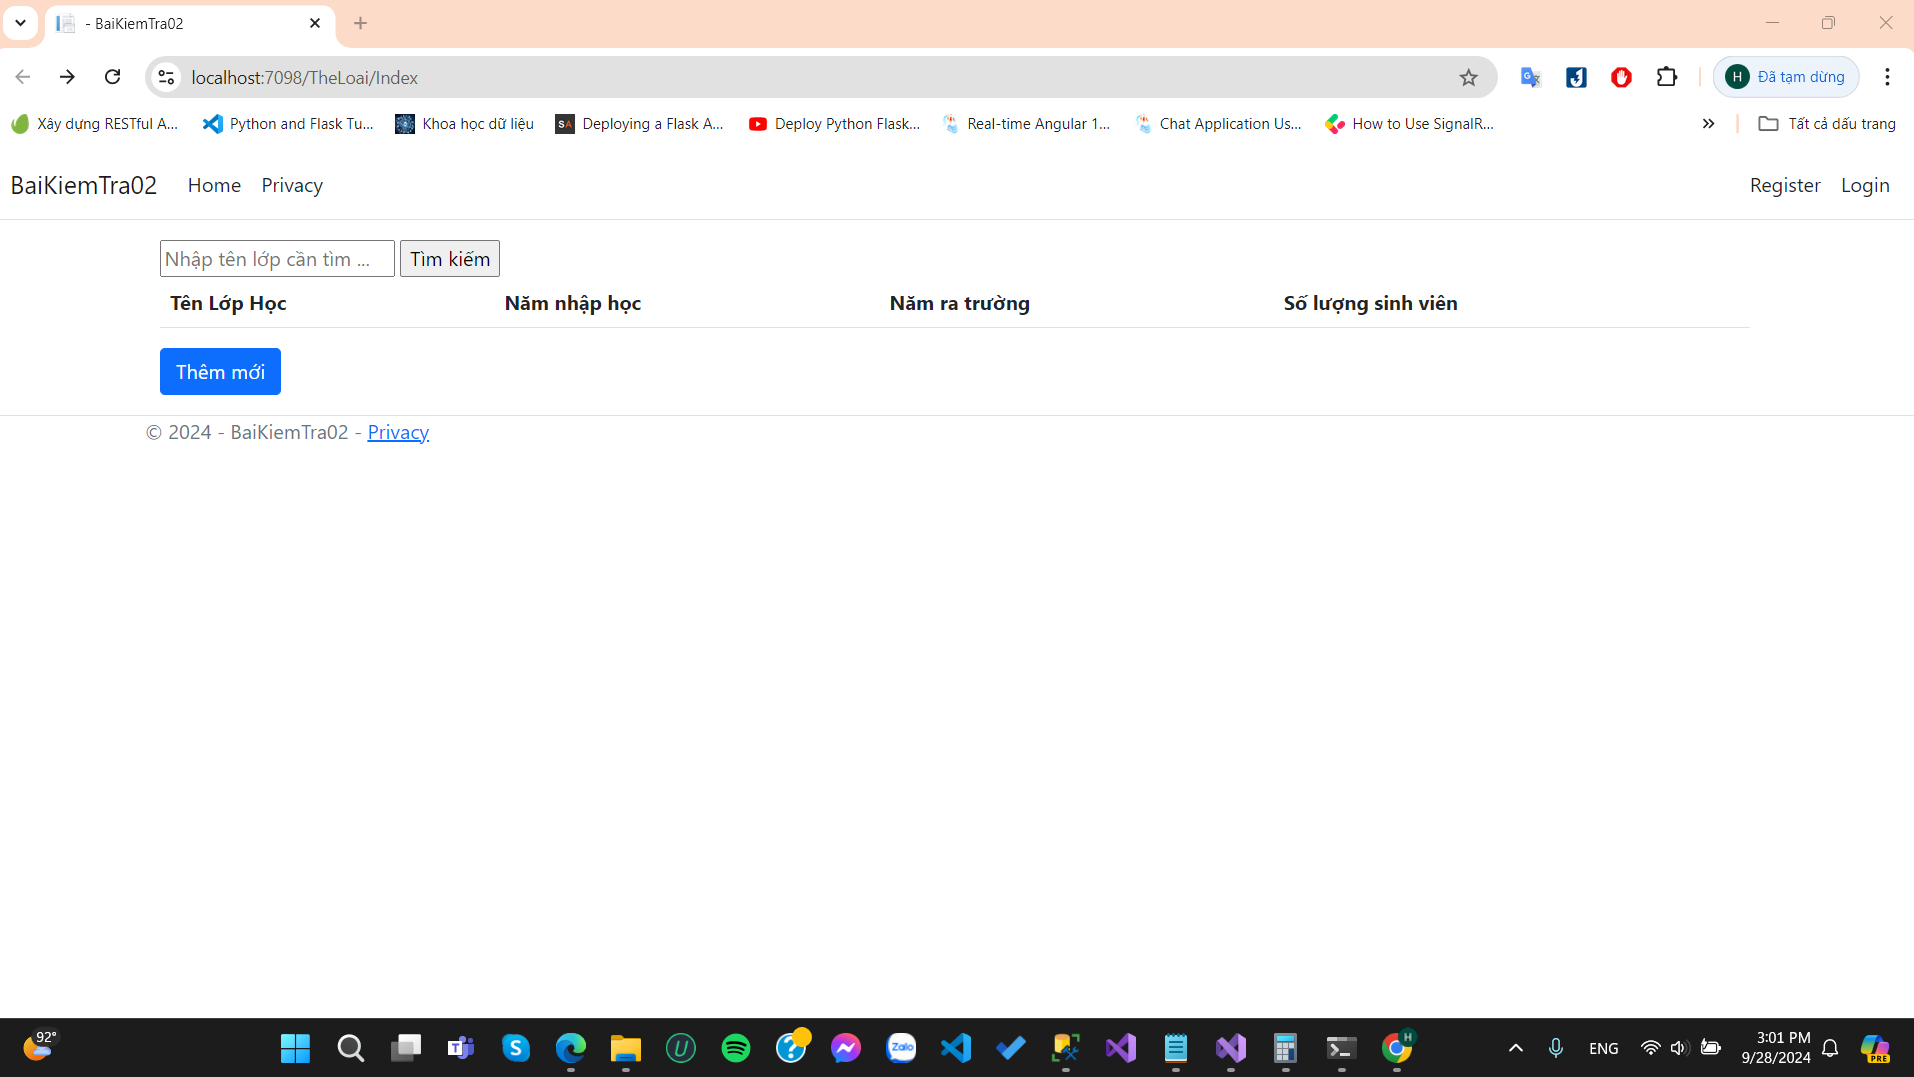 - BaiKiemTra02
localhost:7098/TheLoai/Index
Đã tạm dừng
H
Xây dựng RESTful A...
Python and Flask Tu...
Khoa học dữ liệu
Deploying a Flask A...
Deploy Python Flask...
Real-time Angular 1...
Chat Application Us...
How to Use SignalR...
Tất cả dấu trang
BaiKiemTra02 Home Privacy Register Login
Nhập tên lớp cần tìm ... Tìm kiếm
Tên Lớp Học Năm nhập học Năm ra trường Số lượng sinh viên
Thêm mới
© 2024 - BaiKiemTra02 - Privacy
92°
Zalo
H
ENG
3:01 PM
9/28/2024
PRE